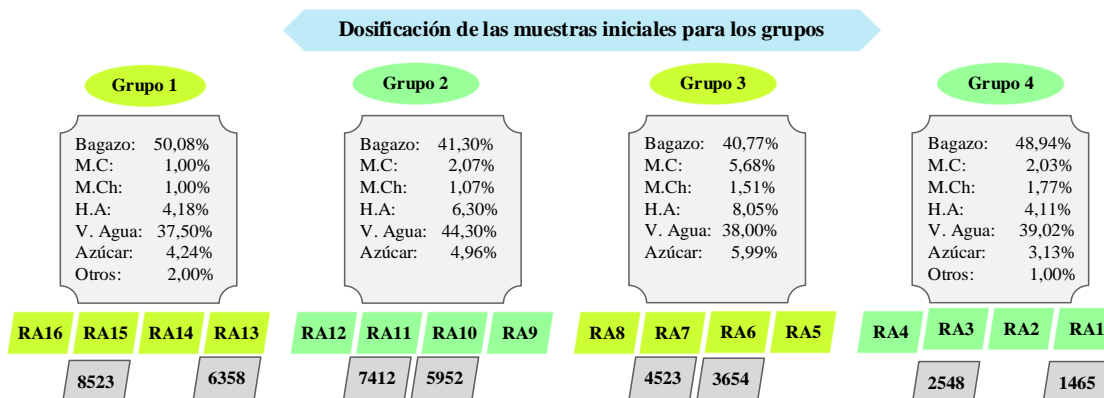 Dosificación de las muestras iniciales para los grupos
Grupo 1
Bagazo: 50,08%
M.C: 1,00%
M.Ch: 1,00%
H.A: 4,18%
V. Agua: 37,50%
Azúcar: 4,24%
Otros: 2,00%
RA16 RA15 RA14 RA13
8523 6358
Grupo 2
Bagazo: 41,30%
M.C: 2,07%
M.Ch: 1,07%
H.A: 6,30%
V. Agua: 44,30%
Azúcar: 4,96%
RA12 RA11 RA10 RA9
7412 5952
Grupo 3
Bagazo: 40,77%
M.C: 5,68%
M.Ch: 1,51%
H.A: 8,05%
V. Agua: 38,00%
Azúcar: 5,99%
RA8 RA7 RA6 RA5
4523 3654
Grupo 4
Bagazo: 48,94%
M.C: 2,03%
M.Ch: 1,77%
H.A: 4,11%
V. Agua: 39,02%
Azúcar: 3,13%
Otros: 1,00%
RA4 RA3 RA2 RA1
2548 1465